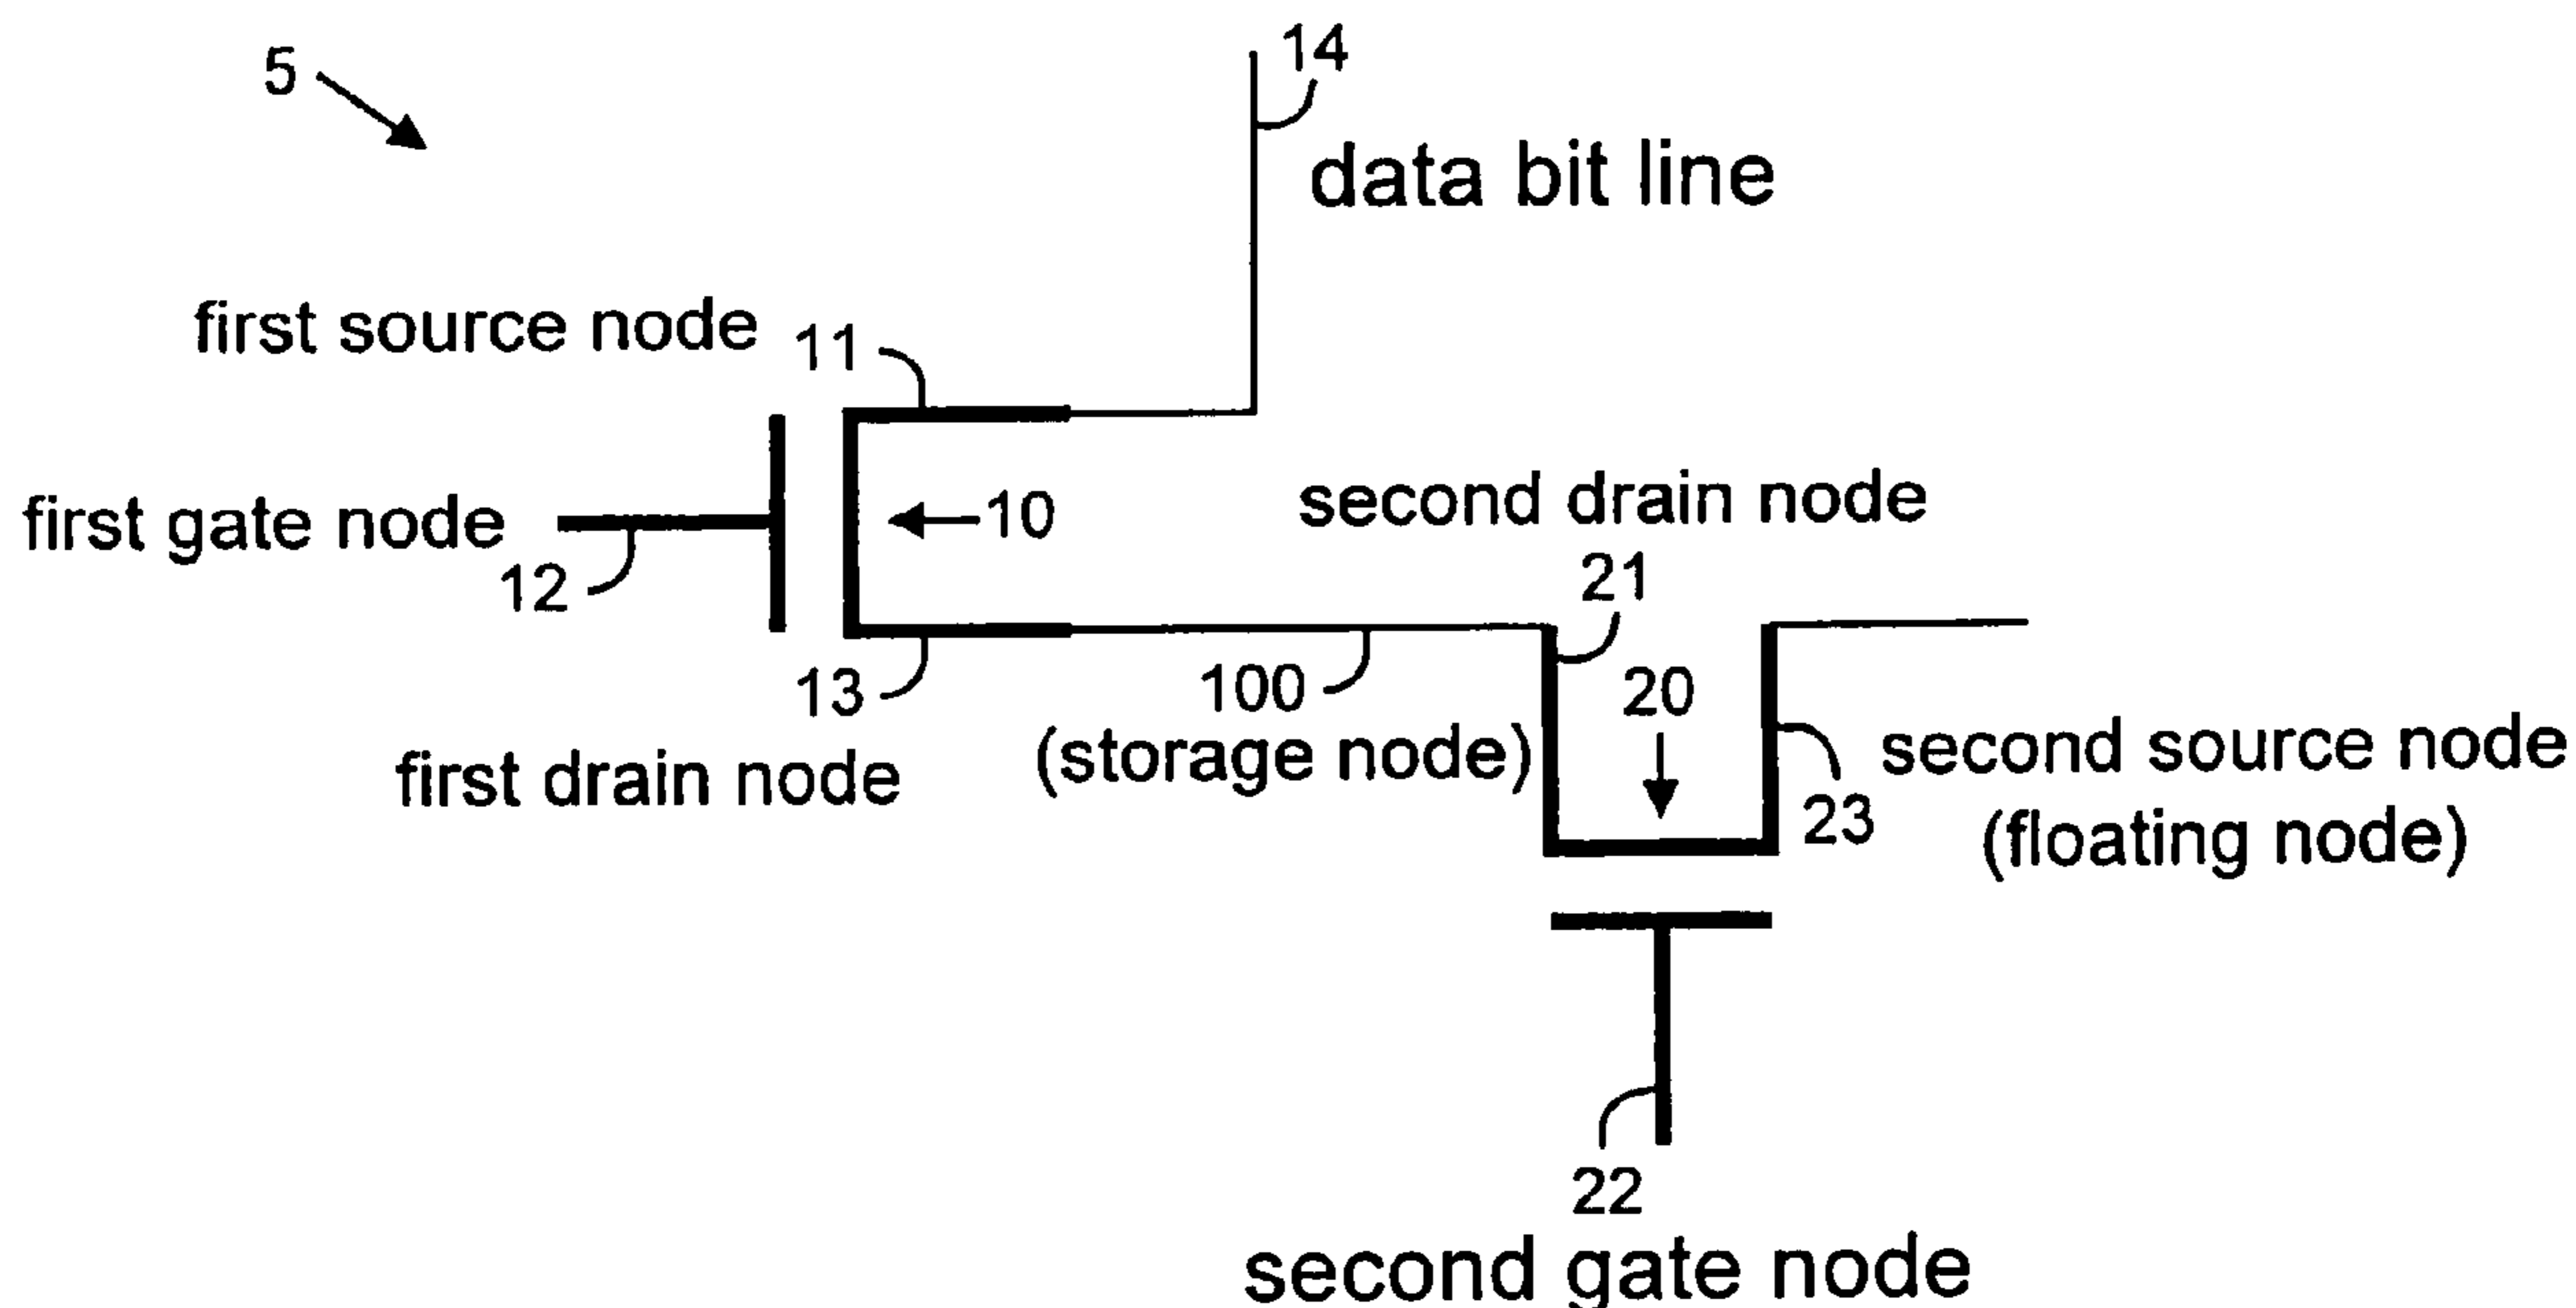 5
14
data bit line
first source node 11
first gate node
10
12
second drain node
21
13
first drain node
100
(storage node)
20
second source node
23
(floating node)
22
second gate node